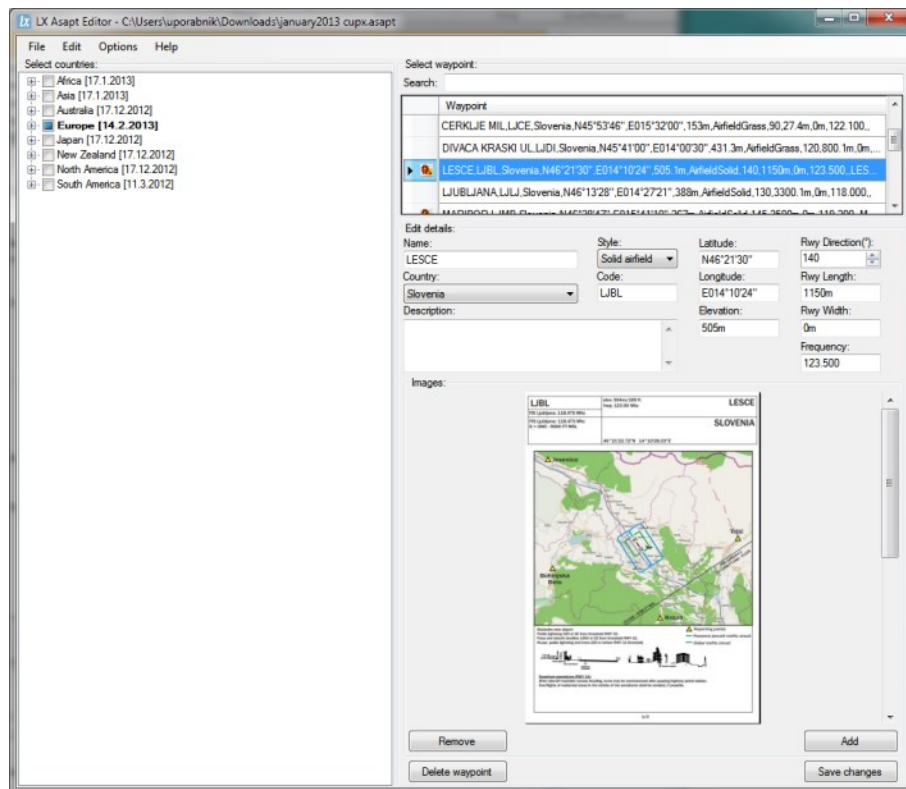 LX Asapt Editor - C:\Users\uporabnik\Downloads\january2013 cupx.asapt
File Edit Options Help
Select countries:
Africa [17.1.2013]
Asia [17.1.2013]
Australia [17.12.2012]
Europe [14.2.2013]
Japan [17.12.2012]
New Zealand [17.12.2012]
North America [17.12.2012]
South America [11.3.2012]
Select waypoint:
Search:
Waypoint
CERKLJE MIL,LJCE,Slovenia,N45°53'46",E015°32'00",153m,AirfieldGrass,90,27.4m,0m,122.100,,
DIVACA KRASKI UL,LJDI,Slovenia,N45°41'00",E014°00'30",431.3m,AirfieldGrass,120,800.1m,0m,...
LESCE,LJBL,Slovenia,N46°21'30",E014°10'24",505.1m,AirfieldSolid,140,1150m,0m,123.500,,LES...
LJUBLJANA,LJLJ,Slovenia,N46°13'28",E014°27'21",388m,AirfieldSolid,130,3300.1m,0m,118.000,,
Edit details:
Name: Style: Latitude: Rwy Direction(°):
LESCE Solid airfield N46°21'30" 140
Country: Code: Longitude: Rwy Length:
Slovenia LJBL E014°10'24" 1150m
Description: Elevation: Rwy Width:
505m 0m
Frequency:
123.500
Images:
LJBL LESCE
SLOVENIA
Remove Add
Delete waypoint Save changes